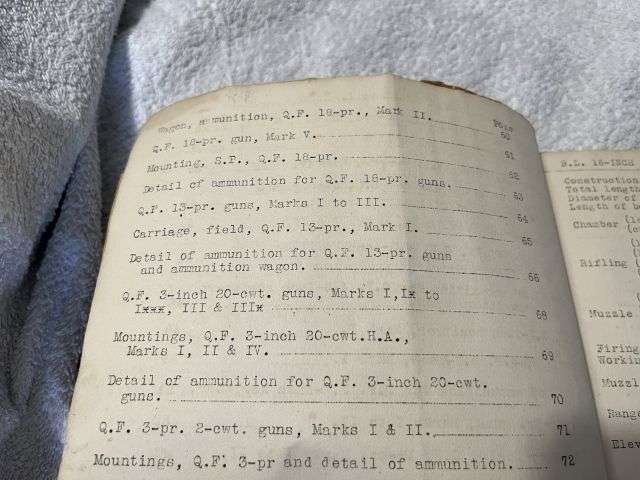 Page
Wagon, ammunition, Q.F. 18-pr., Mark II. 60
Q.F. 18-pr. gun, Mark V. 61
Mounting, S.P., Q.F. 18-pr. 62
Detail of ammunition for Q.F. 18-pr. guns. 63
Q.F. 13-pr. guns, Marks I to III. 64
Carriage, field, Q.F. 13-pr., Mark I. 65
Detail of ammunition for Q.F. 13-pr. guns
and ammunition wagon. 66
Q.F. 3-inch 20-cwt. guns, Marks I,I* to
I***, III & III* 68
Mountings, Q.F. 3-inch 20-cwt.H.A.,
Marks I, II & IV. 69
Detail of ammunition for Q.F. 3-inch 20-cwt.
guns. 70
Q.F. 3-pr. 2-cwt. guns, Marks I & II. 71
Mountings, Q.F. 3-pr and detail of ammunition. 72
B.L. 18-INCH
Construction
Total length
Diameter of
Length of
Chamber
Rifling
Muzzle
Firing
Muzzle